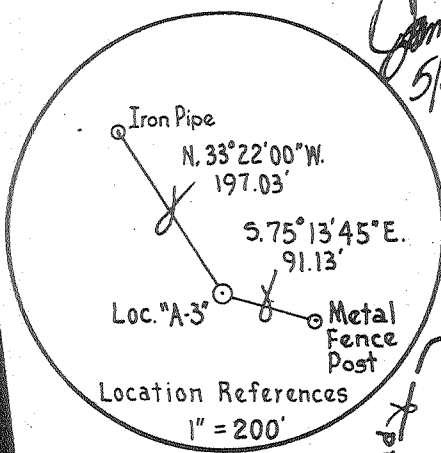 Iron Pipe
N. 33°22'00" W.
197.03'
S. 75°13'45" E.
91.13'
Loc. "A-3"
Metal
Fence
Post
Location References
1" = 200'
5/